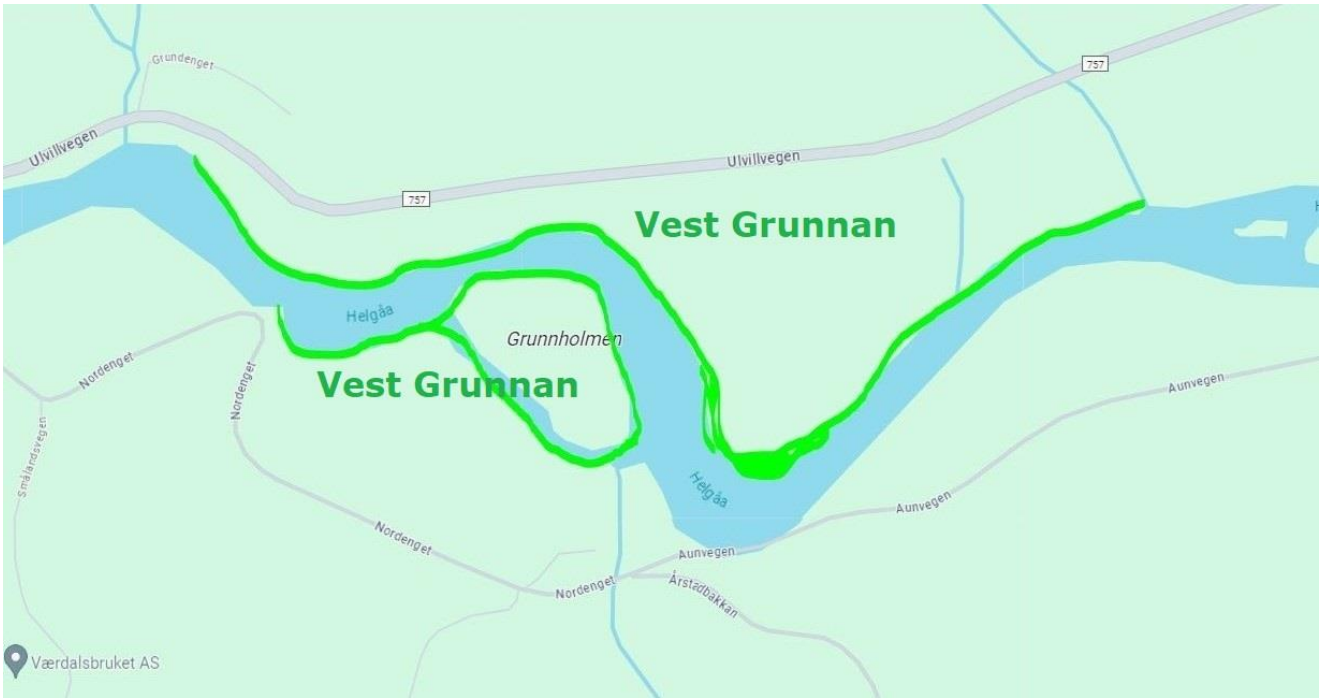 Grundenget
757
Ulvillvegen
Ulvillvegen
757
Vest Grunnan
Helgåa
Grunnholmen
Nordenget
Nordenget
Vest Grunnan
Aunvegen
Smålandsvegen
Helgåa
Aunvegen
Nordenget
Aunvegen
Nordenget
Årstadbakkan
Værdalsbruket AS